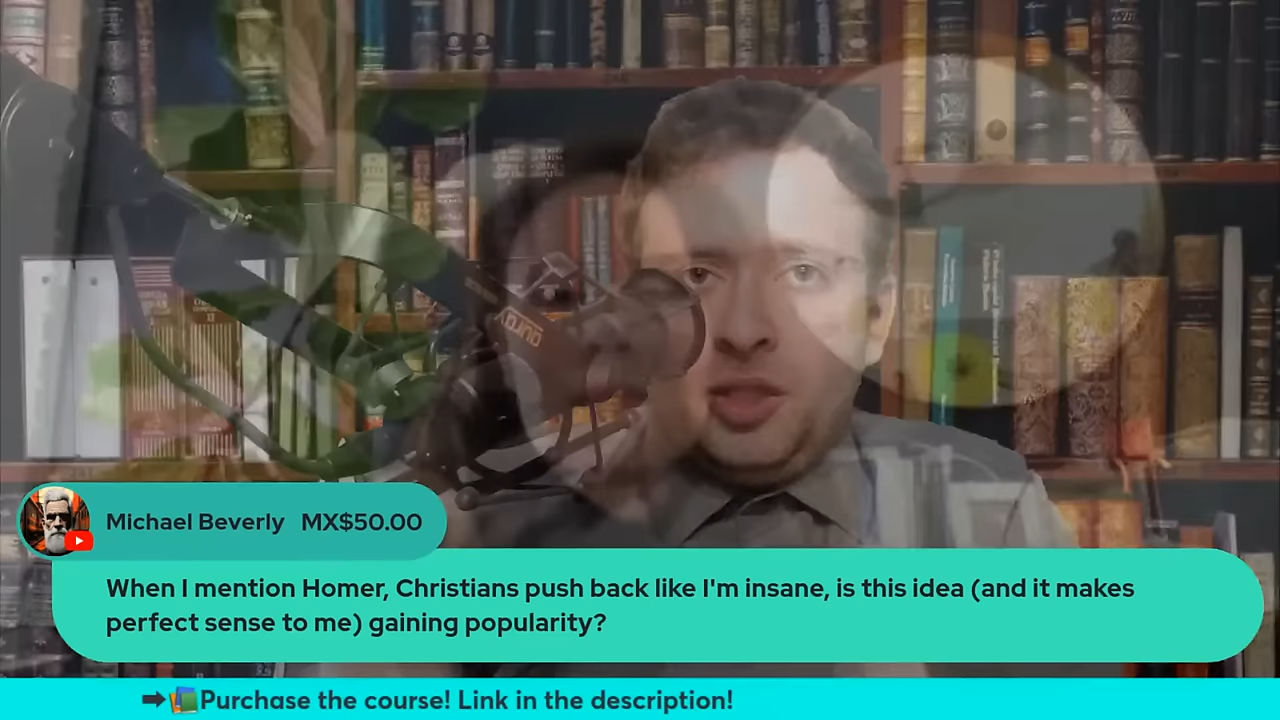 Michael Beverly MX$50.00
When I mention Homer, Christians push back like I'm insane, is this idea (and it makes
perfect sense to me) gaining popularity?
➡📚Purchase the course! Link in the description!